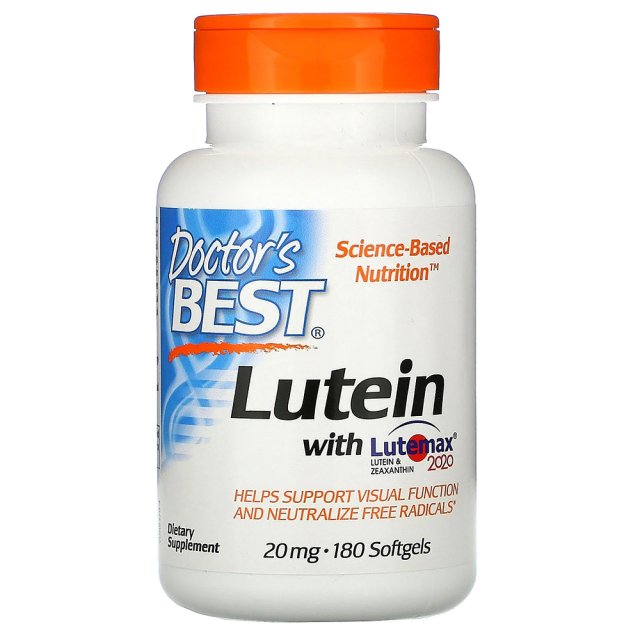 Doctor's
BEST®
Science-Based
Nutrition™
Lutein
with Lutemax®
2020
LUTEIN &
ZEAXANTHIN
HELPS SUPPORT VISUAL FUNCTION
AND NEUTRALIZE FREE RADICALS*
Dietary
Supplement
20 mg • 180 Softgels